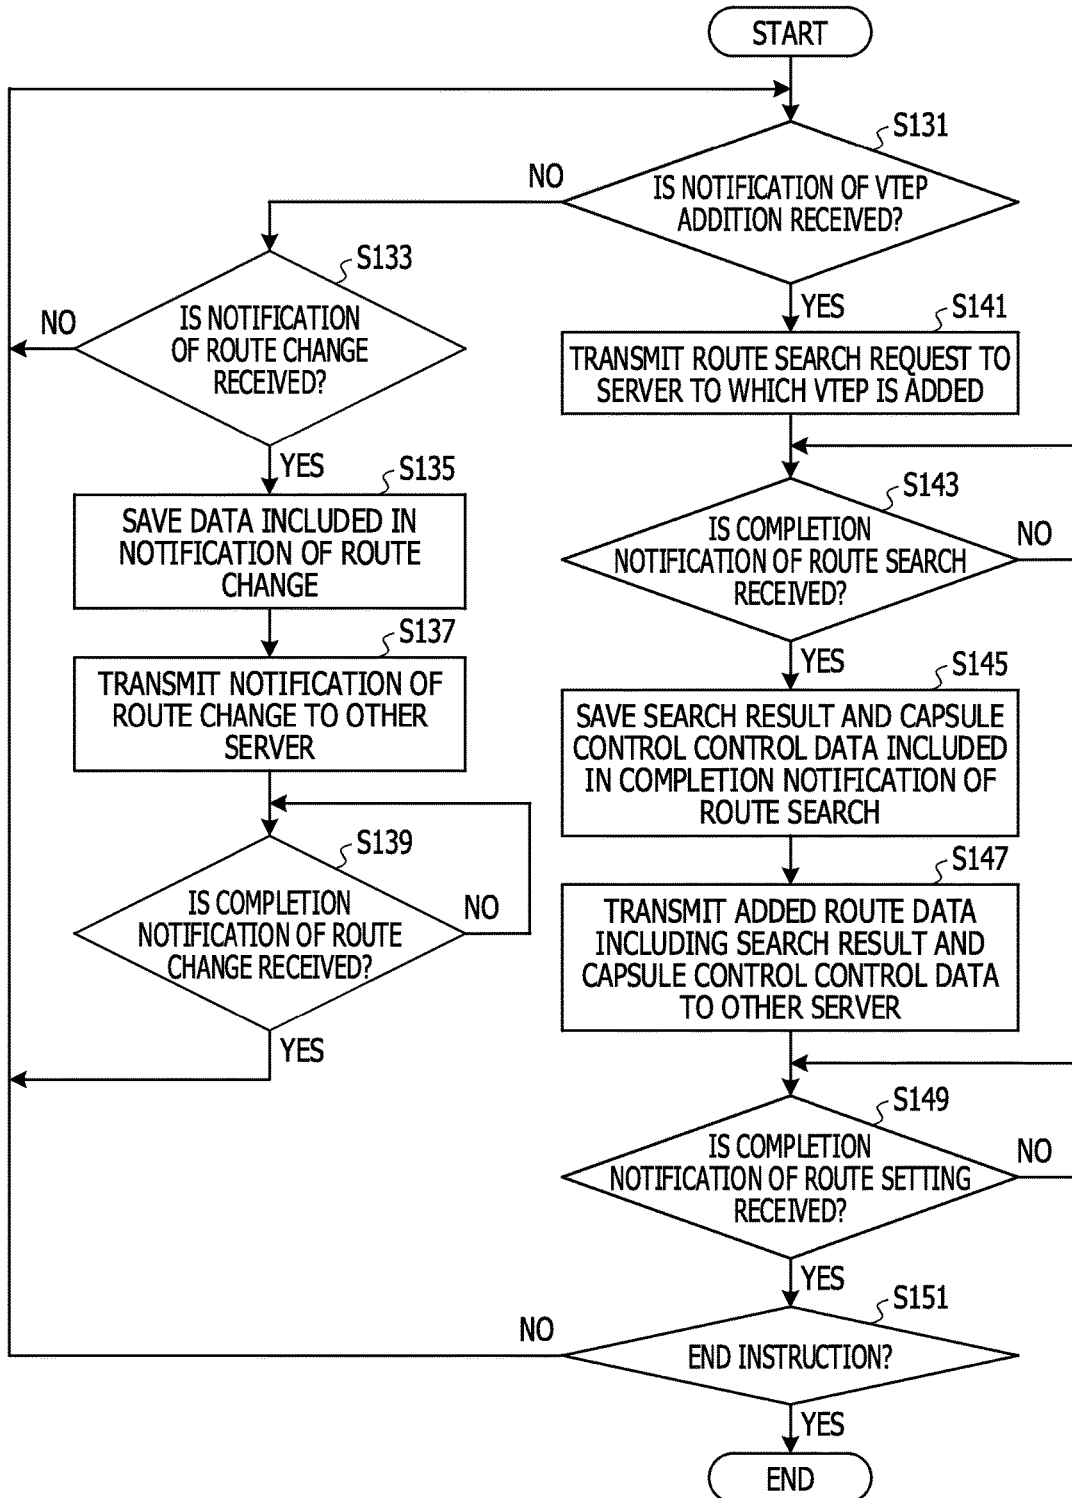 START
S131
NO
IS NOTIFICATION OF VTEP
ADDITION RECEIVED?
YES
S133
NO
IS NOTIFICATION
OF ROUTE CHANGE
RECEIVED?
YES
S135
SAVE DATA INCLUDED IN
NOTIFICATION OF ROUTE
CHANGE
S137
TRANSMIT NOTIFICATION OF
ROUTE CHANGE TO OTHER
SERVER
S139
IS COMPLETION
NOTIFICATION OF ROUTE
CHANGE RECEIVED?
NO
YES
S141
TRANSMIT ROUTE SEARCH REQUEST TO
SERVER TO WHICH VTEP IS ADDED
S143
IS COMPLETION
NOTIFICATION OF ROUTE SEARCH
RECEIVED?
NO
YES
S145
SAVE SEARCH RESULT AND CAPSULE
CONTROL CONTROL DATA INCLUDED
IN COMPLETION NOTIFICATION OF
ROUTE SEARCH
S147
TRANSMIT ADDED ROUTE DATA
INCLUDING SEARCH RESULT AND
CAPSULE CONTROL CONTROL DATA
TO OTHER SERVER
S149
IS COMPLETION
NOTIFICATION OF ROUTE SETTING
RECEIVED?
NO
YES
S151
NO
END INSTRUCTION?
YES
END